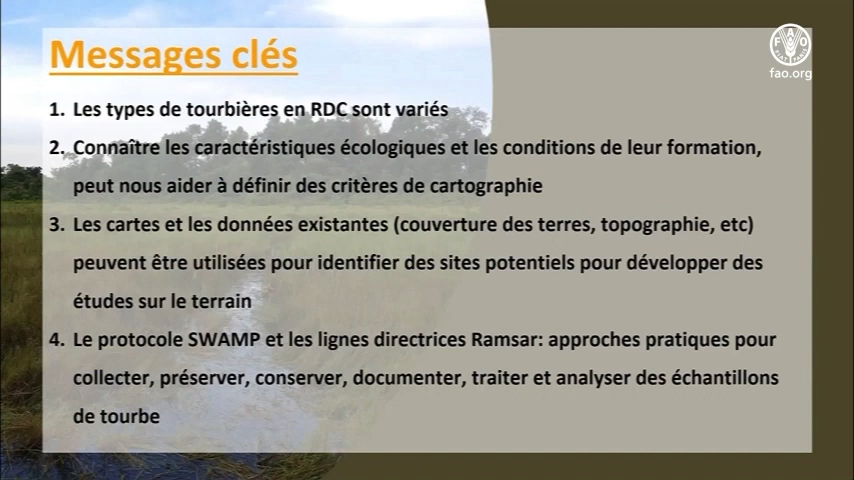 Messages clés
FAO
FIAT PANIS
fao.org
1. Les types de tourbières en RDC sont variés
2. Connaître les caractéristiques écologiques et les conditions de leur formation,
peut nous aider à définir des critères de cartographie
3. Les cartes et les données existantes (couverture des terres, topographie, etc)
peuvent être utilisées pour identifier des sites potentiels pour développer des
études sur le terrain
4. Le protocole SWAMP et les lignes directrices Ramsar: approches pratiques pour
collecter, préserver, conserver, documenter, traiter et analyser des échantillons
de tourbe